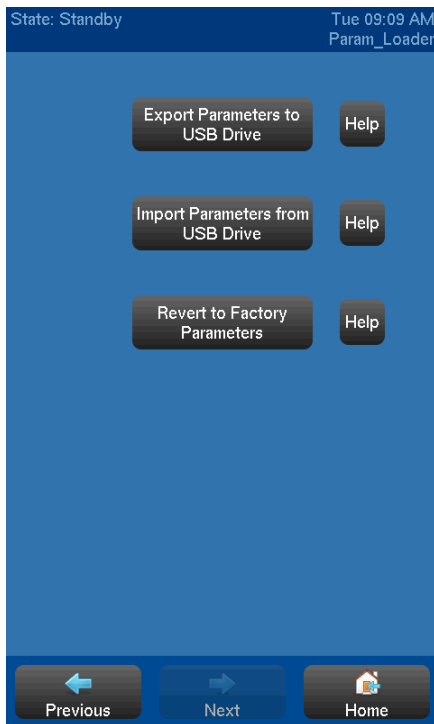 State: Standby
Tue 09:09 AM
Param_Loader
Export Parameters to
USB Drive
Help
Import Parameters from
USB Drive
Help
Revert to Factory
Parameters
Help
Previous
Next
Home